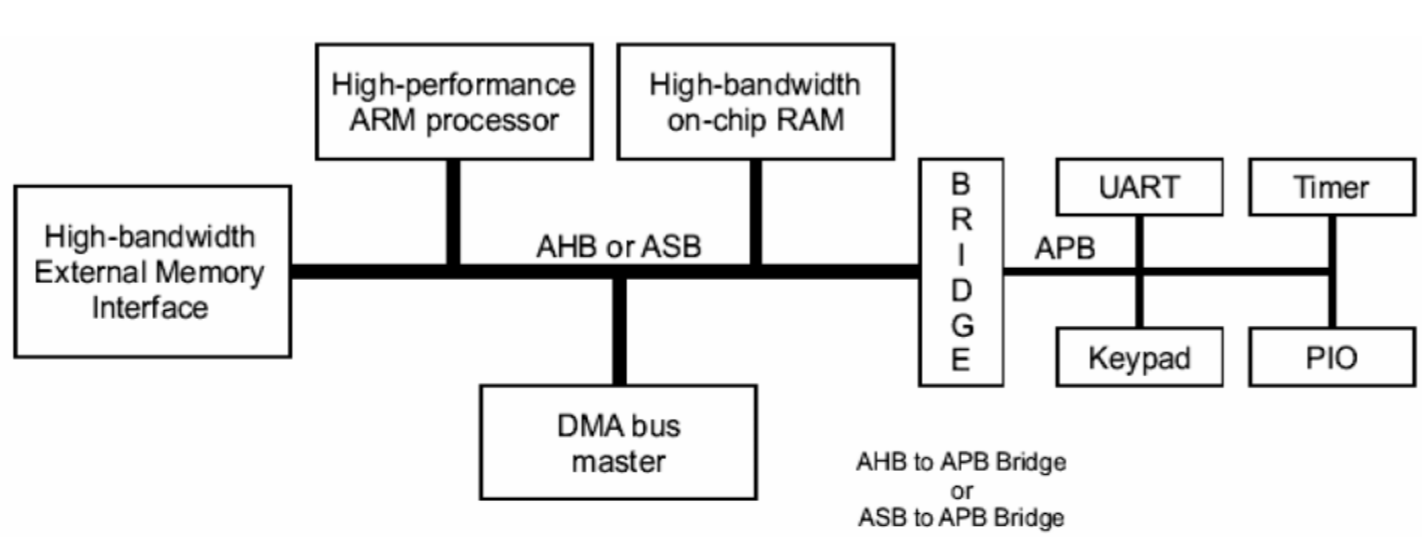 High-performance
ARM processor
High-bandwidth
on-chip RAM
High-bandwidth
External Memory
Interface
AHB or ASB
B
R
I
D
G
E
APB
UART
Timer
Keypad
PIO
DMA bus
master
AHB to APB Bridge
or
ASB to APB Bridge